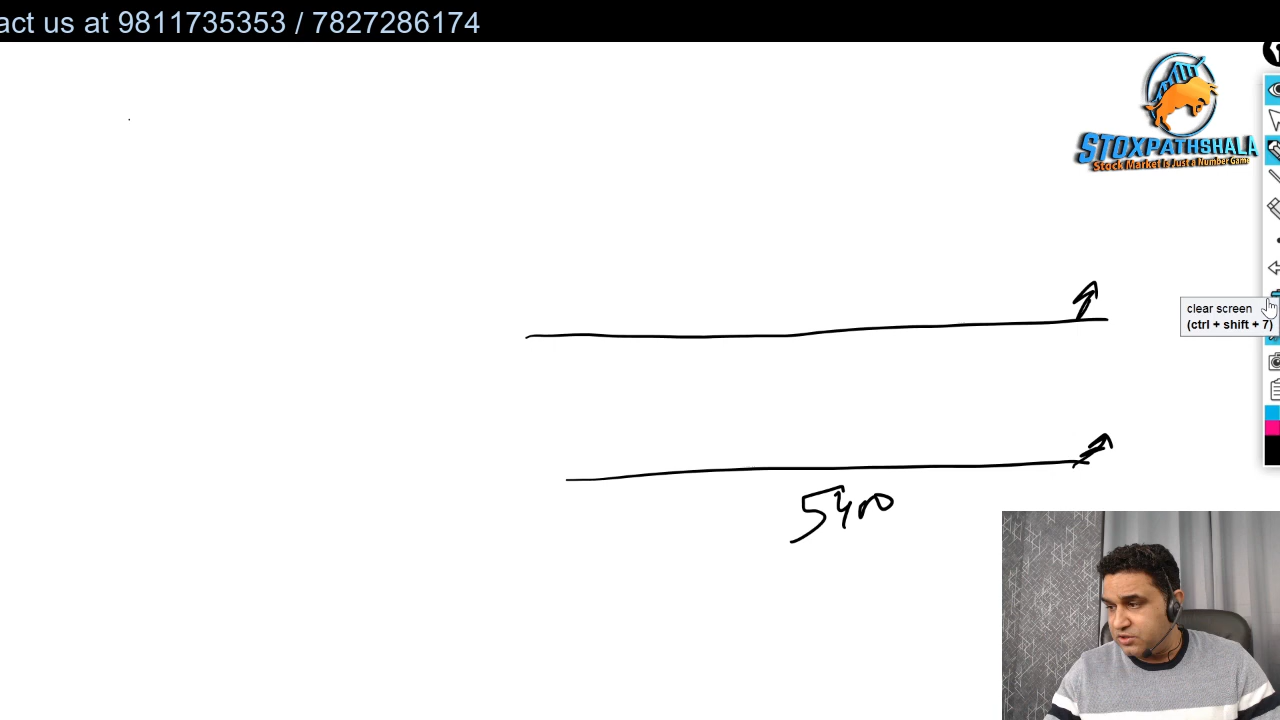 act us at 9811735353 / 7827286174
STOXPATHSHALA
Stock Market is Just a Number Game
clear screen
(ctrl + shift + 7)
5400